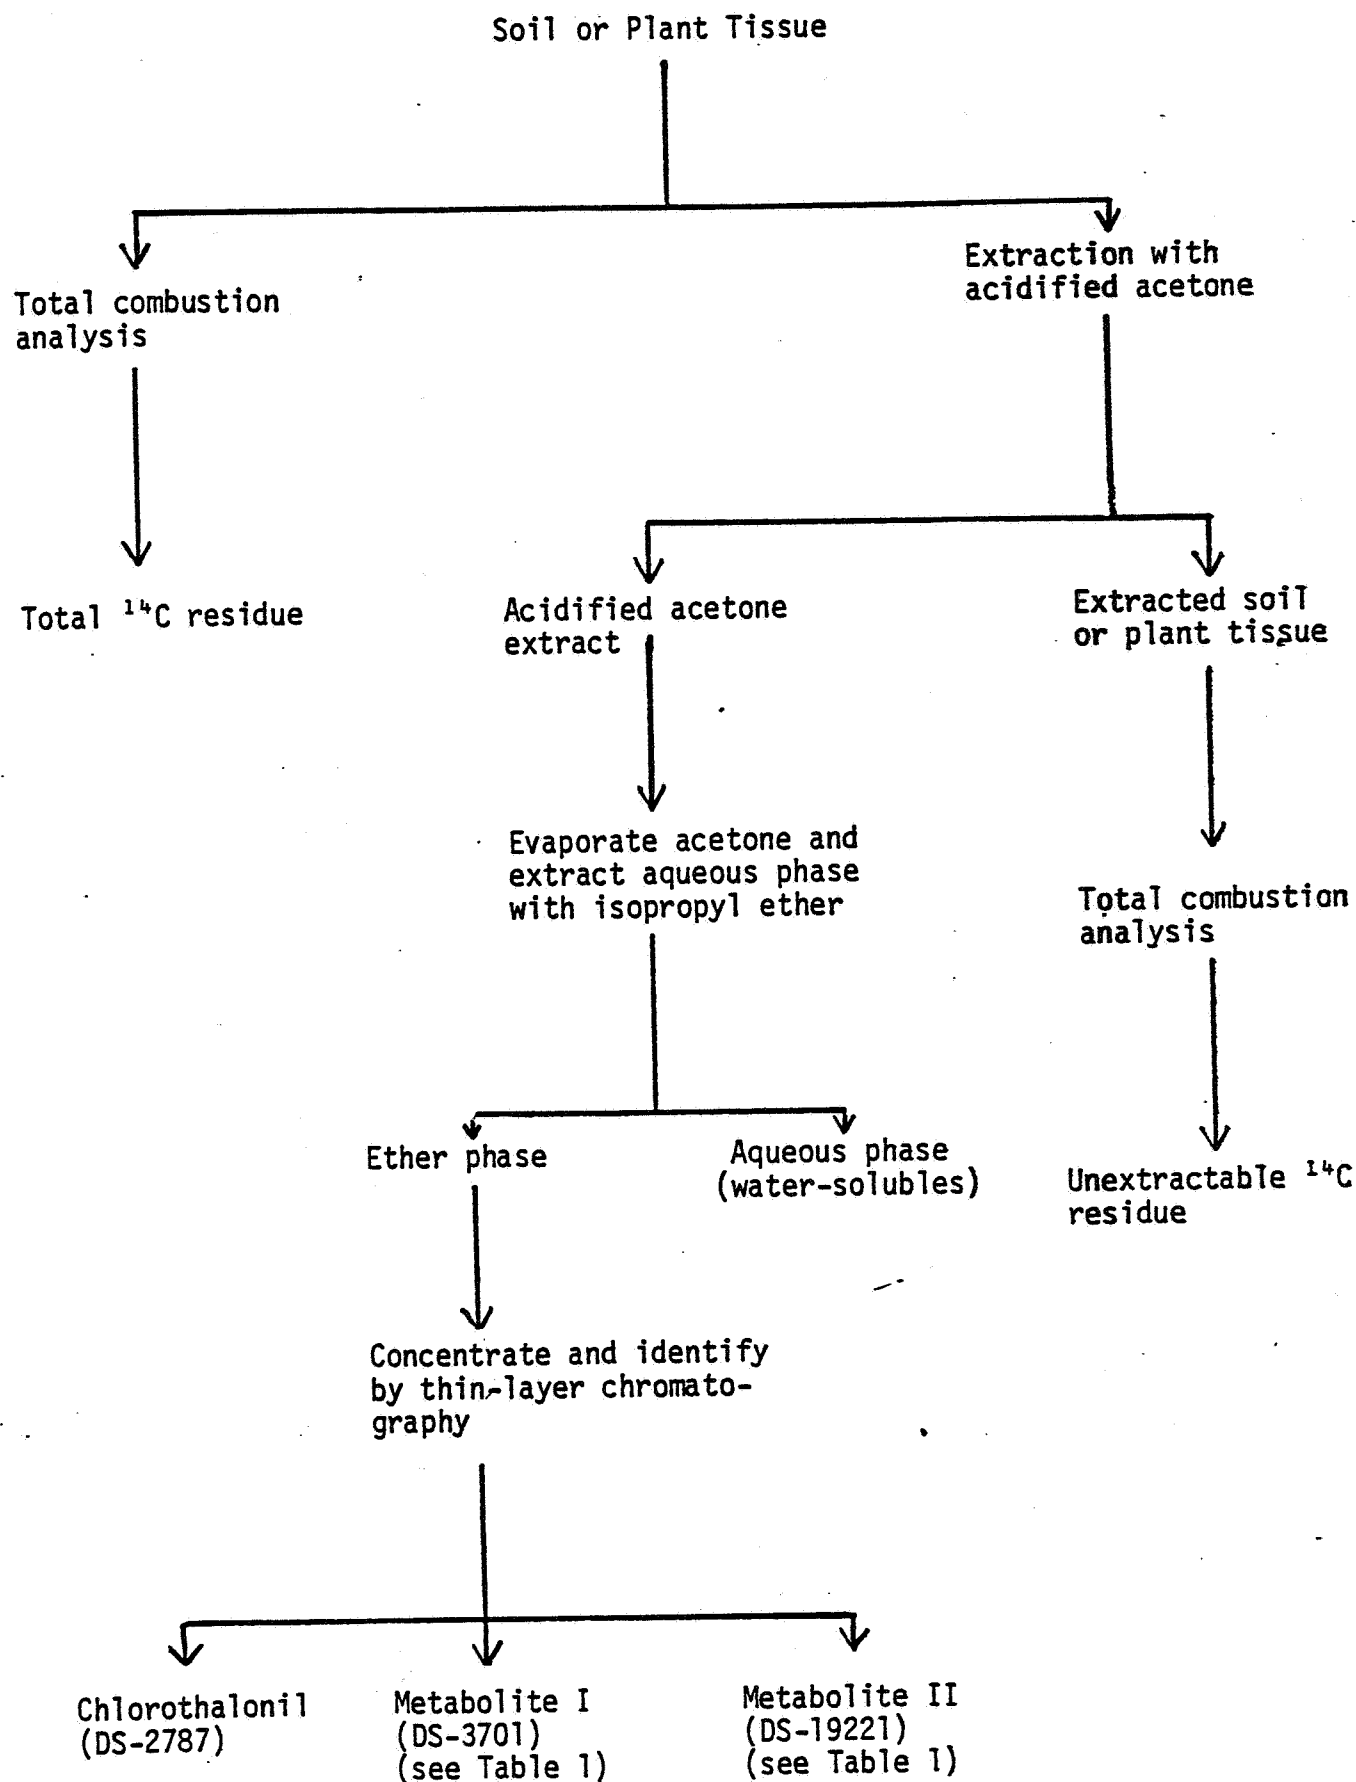 Soil or Plant Tissue
Total combustion
analysis
Extraction with
acidified acetone
Total ¹⁴C residue
Acidified acetone
extract
Extracted soil
or plant tissue
Evaporate acetone and
extract aqueous phase
with isopropyl ether
Total combustion
analysis
Ether phase
Aqueous phase
(water-solubles)
Unextractable ¹⁴C
residue
Concentrate and identify
by thin-layer chromato-
graphy
Chlorothalonil
(DS-2787)
Metabolite I
(DS-3701)
(see Table 1)
Metabolite II
(DS-19221)
(see Table 1)